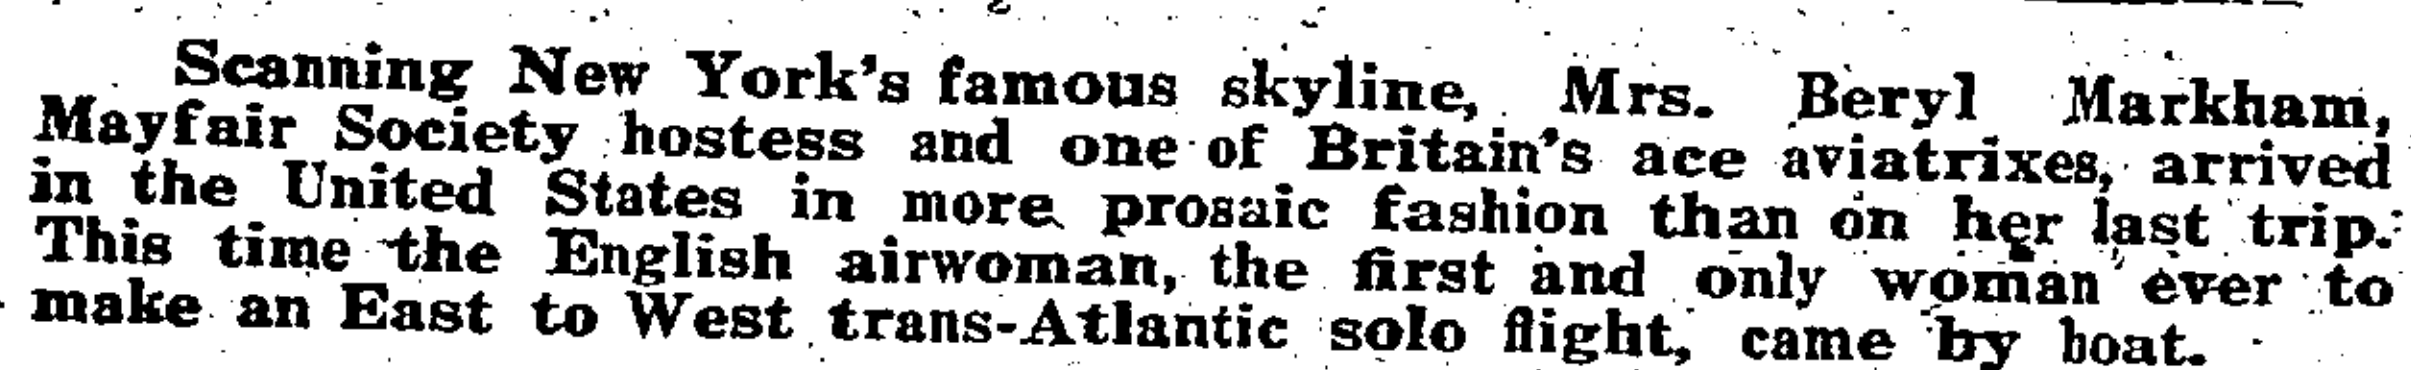 Scanning New York's famous skyline, Mrs. Beryl Markham,
Mayfair Society hostess and one of Britain's ace aviatrixes, arrived
in the United States in more prosaic fashion than on her last trip.
This time the English airwoman, the first and only woman ever to
make an East to West trans-Atlantic solo flight, came by boat.